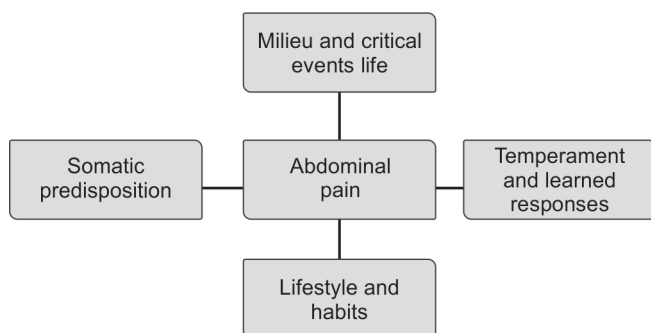 Milieu and critical
events life
Somatic
predisposition
Abdominal
pain
Temperament
and learned
responses
Lifestyle and
habits